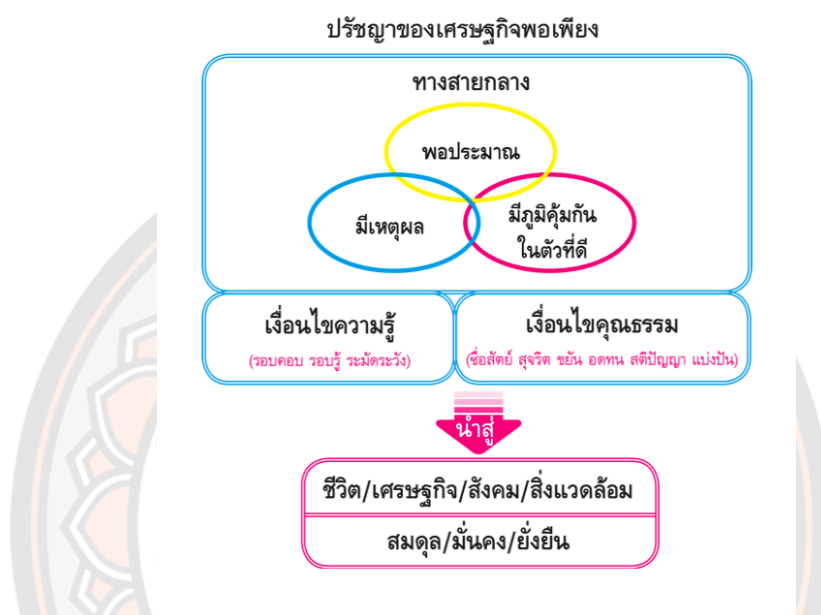 ปรัชญาของเศรษฐกิจพอเพียง
ทางสายกลาง
พอประมาณ
มีเหตุผล
มีภูมิคุ้มกัน
ในตัวที่ดี
เงื่อนไขความรู้
(รอบคอบ รอบรู้ ระมัดระวัง)
เงื่อนไขคุณธรรม
(ซื่อสัตย์ สุจริต ขยัน อดทน สติปัญญา แบ่งปัน)
นำสู่
ชีวิต/เศรษฐกิจ/สังคม/สิ่งแวดล้อม
สมดุล/มั่นคง/ยั่งยืน